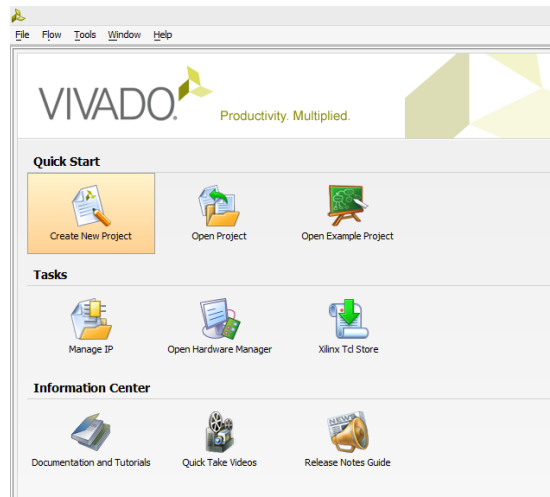 File Flow Tools Window Help
VIVADO. Productivity. Multiplied.
Quick Start
Create New Project Open Project Open Example Project
Tasks
Manage IP Open Hardware Manager Xilinx Tcl Store
Information Center
NEWS
Documentation and Tutorials Quick Take Videos Release Notes Guide